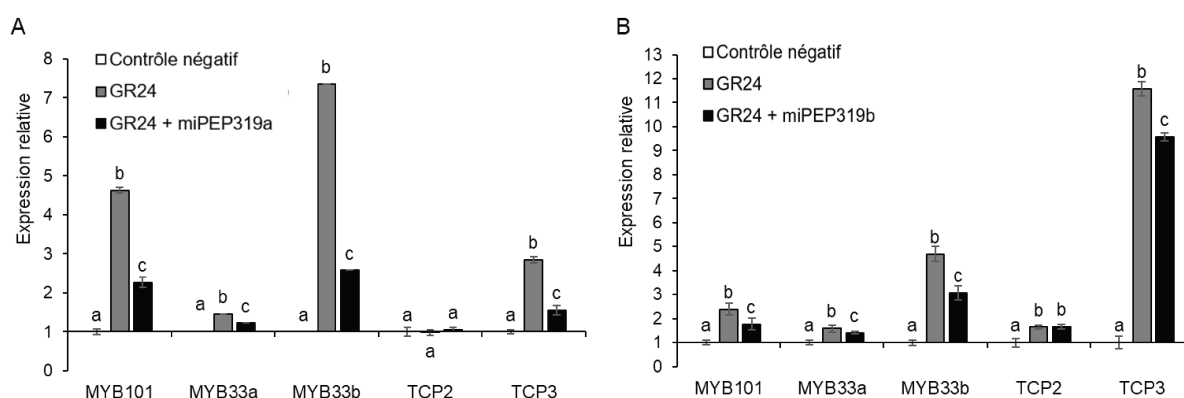 A
Expression relative
8
7
6
5
4
3
2
1
0
Contrôle négatif
GR24
GR24 + miPEP319a
a b c
a b c
a b c
a a a
a b c
MYB101 MYB33a MYB33b TCP2 TCP3
B
Expression relative
13
12
11
10
9
8
7
6
5
4
3
2
1
0
Contrôle négatif
GR24
GR24 + miPEP319b
a b c
a b c
a b c
a b b
a b c
MYB101 MYB33a MYB33b TCP2 TCP3